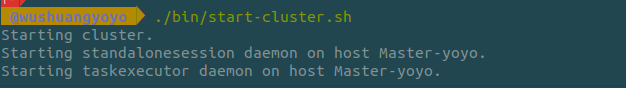 @wushuangyoyo ./bin/start-cluster.sh
Starting cluster.
Starting standalonesession daemon on host Master-yoyo.
Starting taskexecutor daemon on host Master-yoyo.